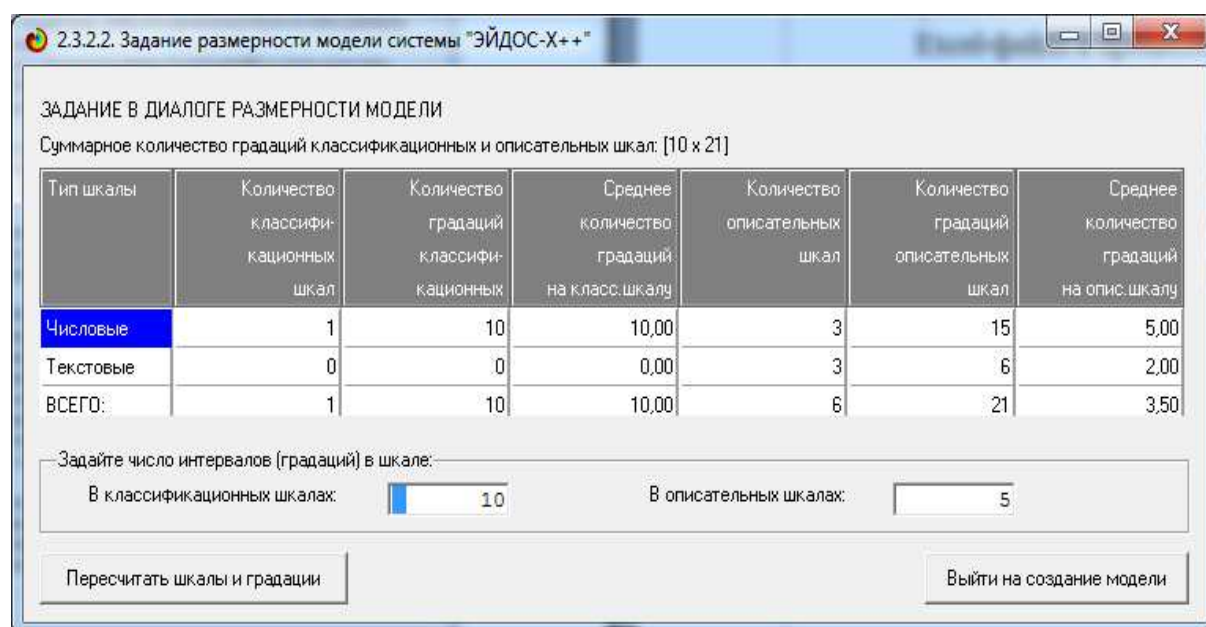 2.3.2.2. Задание размерности модели системы "ЭЙДОС-X++"
ЗАДАНИЕ В ДИАЛОГЕ РАЗМЕРНОСТИ МОДЕЛИ
Суммарное количество градаций классификационных и описательных шкал: [10 x 21]
Тип шкалы Количество Количество Среднее Количество Количество Среднее
классифи- градаций количество описательных градаций количество
кационных классифи- градаций шкал описательных градаций
шкал кационных на класс.шкалу шкал на опис.шкалу
Числовые 1 10 10,00 3 15 5,00
Текстовые 0 0 0,00 3 6 2,00
ВСЕГО: 1 10 10,00 6 21 3,50
Задайте число интервалов (градаций) в шкале:
В классификационных шкалах: 10 В описательных шкалах: 5
Пересчитать шкалы и градации Выйти на создание модели